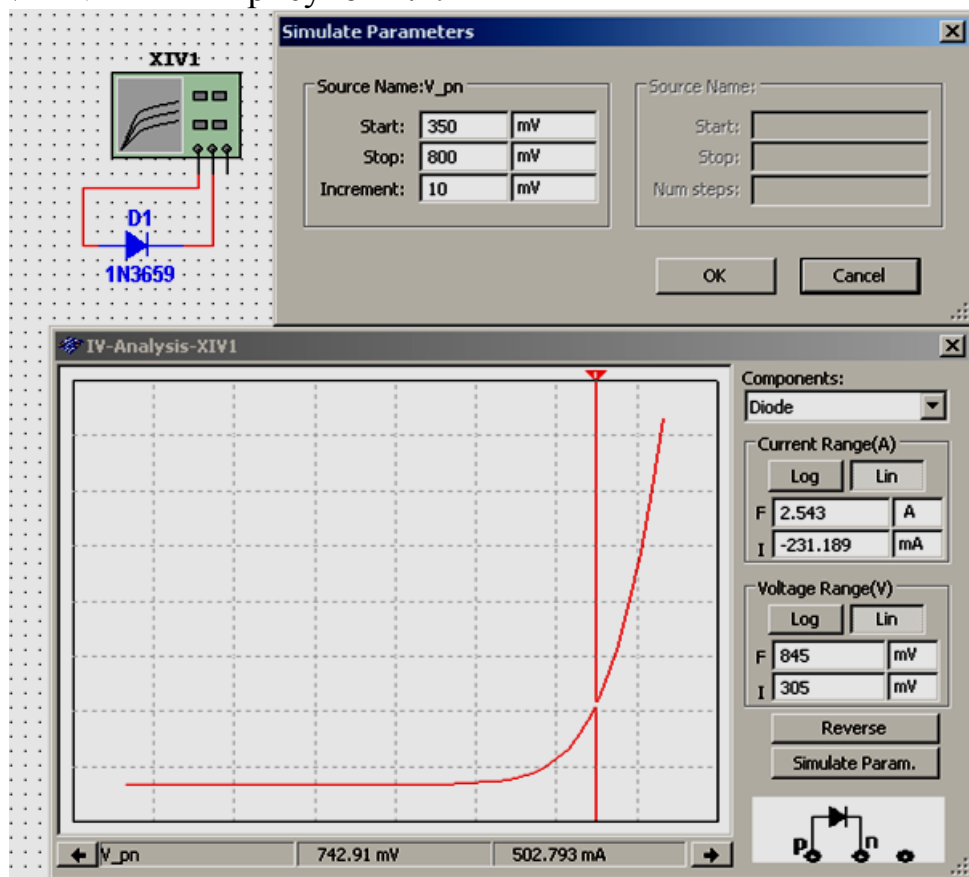 XIV1
D1
1N3659
Simulate Parameters
Source Name:V_pn
Start: 350 mV
Stop: 800 mV
Increment: 10 mV
Source Name:
Start:
Stop:
Num steps:
OK Cancel
IV-Analysis-XIV1
Components:
Diode
Current Range(A)
Log Lin
F 2.543 A
I -231.189 mA
Voltage Range(V)
Log Lin
F 845 mV
I 305 mV
Reverse
Simulate Param.
p n
V_pn 742.91 mV 502.793 mA